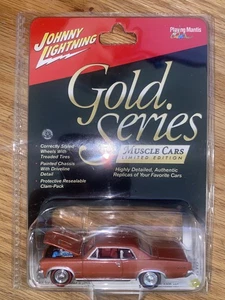 JOHNNY
LIGHTNING
Playing Mantis
Gold
Series
MUSCLE CARS
LIMITED EDITION
Highly Detailed, Authentic
Replicas of Your Favorite Cars
• Correctly Styled
Wheels With
Treaded Tires
• Painted Chassis
With Driveline
Detail
• Protective Resealable
Clam-Pack